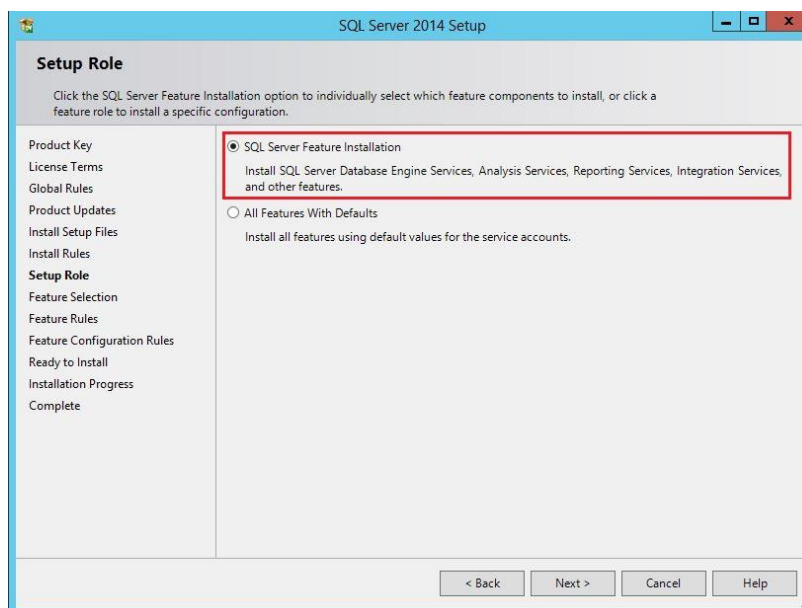 SQL Server 2014 Setup
Setup Role
Click the SQL Server Feature Installation option to individually select which feature components to install, or click a
feature role to install a specific configuration.
Product Key
License Terms
Global Rules
Product Updates
Install Setup Files
Install Rules
Setup Role
Feature Selection
Feature Rules
Feature Configuration Rules
Ready to Install
Installation Progress
Complete
SQL Server Feature Installation
Install SQL Server Database Engine Services, Analysis Services, Reporting Services, Integration Services,
and other features.
All Features With Defaults
Install all features using default values for the service accounts.
< Back
Next >
Cancel
Help